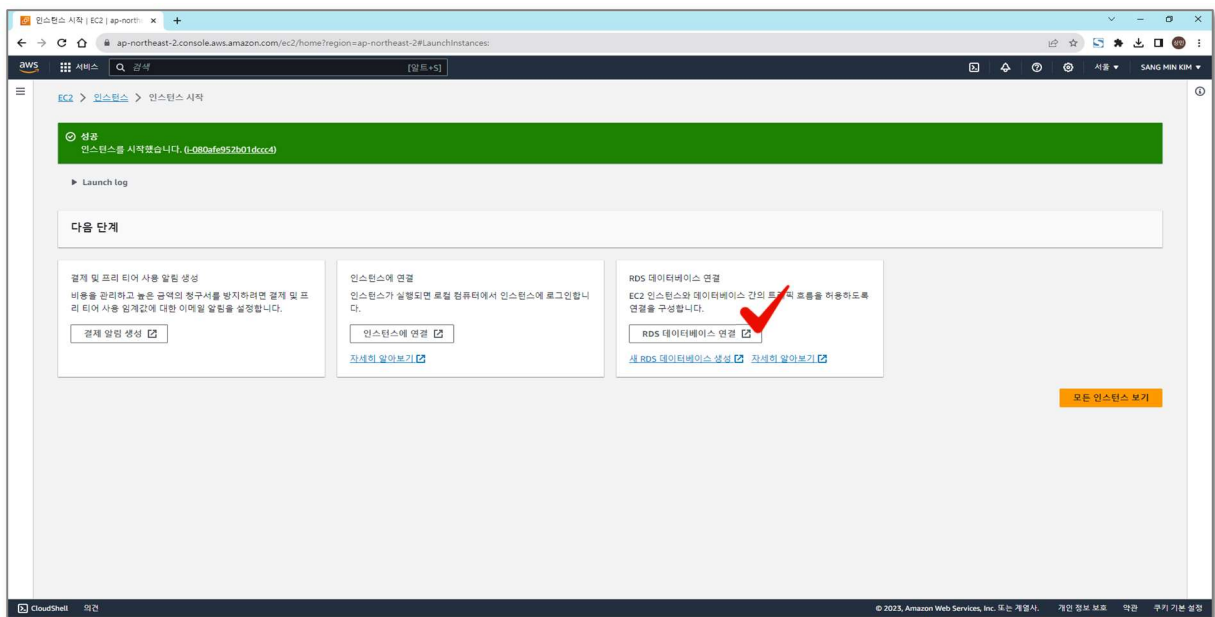 인스턴스 시작 | EC2 | ap-north
ap-northeast-2.console.aws.amazon.com/ec2/home?region=ap-northeast-2#LaunchInstances:
aws 서비스 검색 [알트+S] 서울 SANG MIN KIM
EC2 > 인스턴스 > 인스턴스 시작
성공
인스턴스를 시작했습니다. (i-080afe952b01dccc4)
Launch log
다음 단계
결제 및 프리 티어 사용 알림 생성
비용을 관리하고 높은 금액의 청구서를 방지하려면 결제 및 프
리 티어 사용 임계값에 대한 이메일 알림을 설정합니다.
결제 알림 생성
인스턴스에 연결
인스턴스가 실행되면 로컬 컴퓨터에서 인스턴스에 로그인합니
다.
인스턴스에 연결
자세히 알아보기
RDS 데이터베이스 연결
EC2 인스턴스와 데이터베이스 간의 트래픽 흐름을 허용하도록
연결을 구성합니다.
RDS 데이터베이스 연결
새 RDS 데이터베이스 생성 자세히 알아보기
모든 인스턴스 보기
CloudShell 의견 © 2023, Amazon Web Services, Inc. 또는 계열사. 개인 정보 보호 약관 쿠키 기본 설정